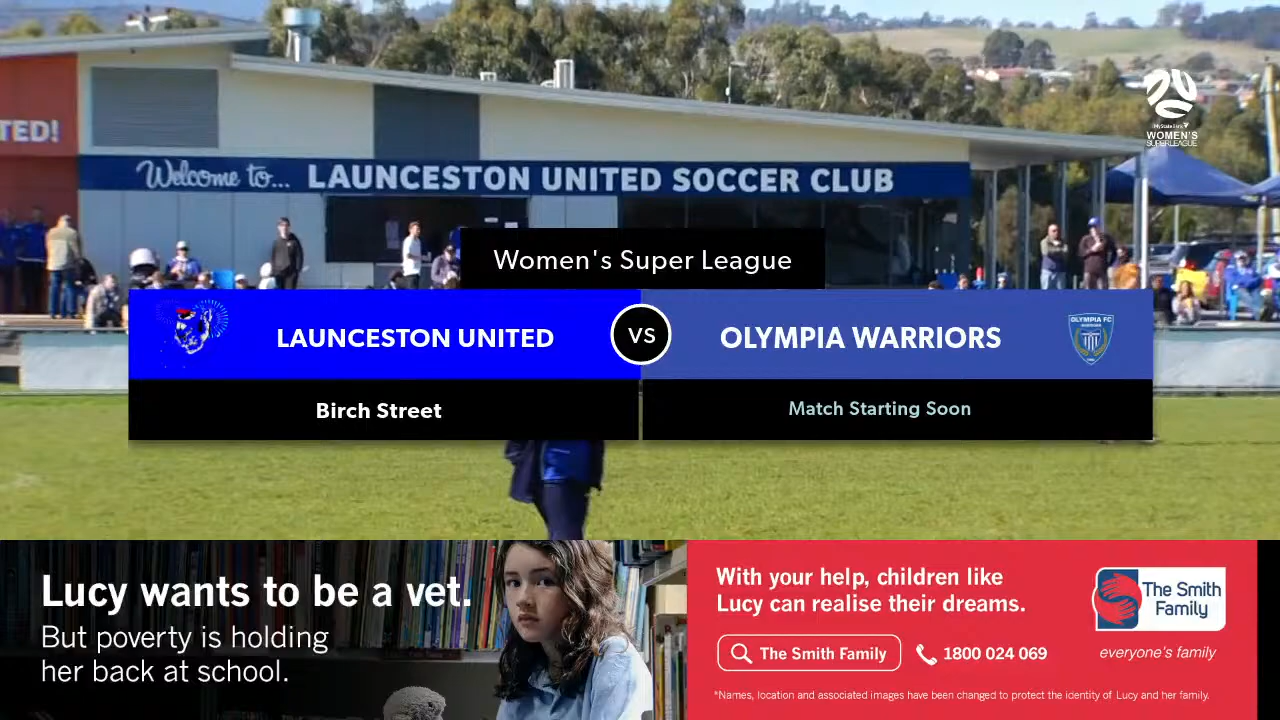 TED!
Welcome to... LAUNCESTON UNITED SOCCER CLUB
WOMEN'S
SUPER LEAGUE
Women's Super League
LAUNCESTON UNITED
VS
OLYMPIA WARRIORS
OLYMPIA FC
Birch Street
Match Starting Soon
Lucy wants to be a vet.
But poverty is holding
her back at school.
With your help, children like
Lucy can realise their dreams.
The Smith Family
1800 024 069
The Smith
Family
everyone's family
*Names, location and associated images have been changed to protect the identity of Lucy and her family.